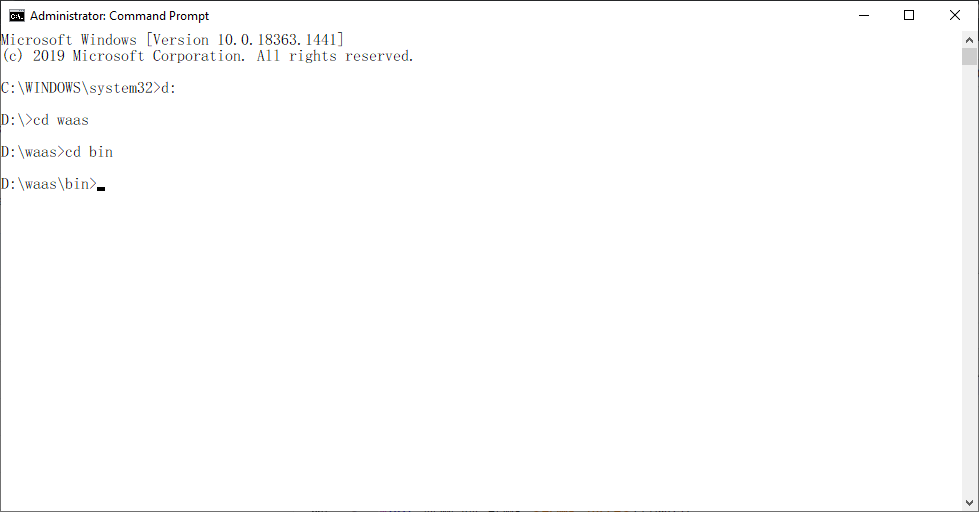 Administrator: Command Prompt
Microsoft Windows [Version 10.0.18363.1441]
(c) 2019 Microsoft Corporation. All rights reserved.
C:\WINDOWS\system32>d:
D:\>cd waas
D:\waas>cd bin
D:\waas\bin>